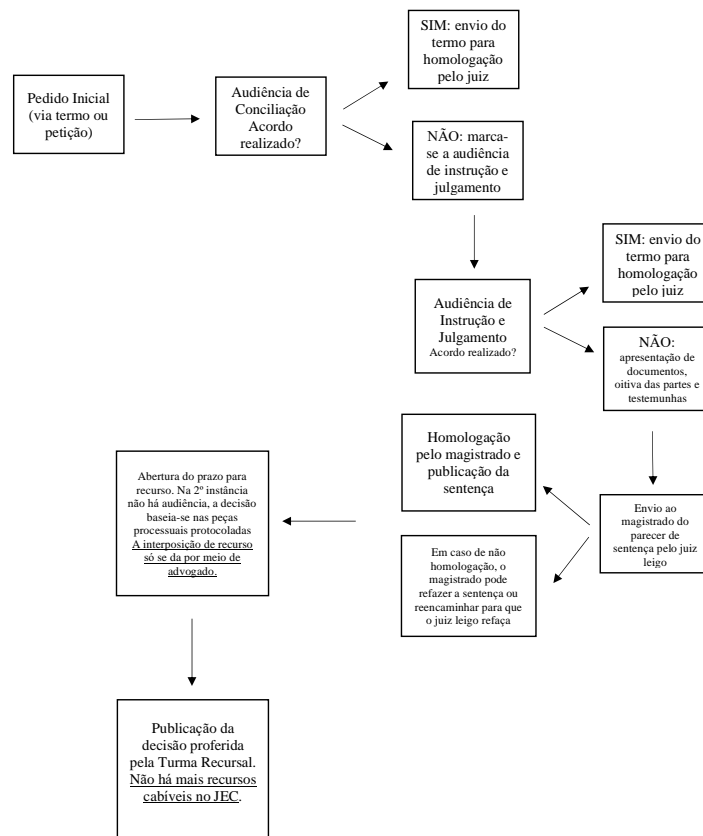 Pedido Inicial
(via termo ou
petição)
Audiência de
Conciliação
Acordo
realizado?
SIM: envio do
termo para
homologação
pelo juiz
NÃO: marca-
se a audiência
de instrução e
julgamento
Audiência de
Instrução e
Julgamento
Acordo realizado?
SIM: envio do
termo para
homologação
pelo juiz
NÃO:
apresentação de
documentos,
oitiva das partes e
testemunhas
Envio ao
magistrado do
parecer de
sentença pelo juiz
leigo
Homologação
pelo magistrado e
publicação da
sentença
Em caso de não
homologação, o
magistrado pode
refazer a sentença ou
reencaminhar para que
o juiz leigo refaça
Abertura do prazo para
recurso. Na 2º instância
não há audiência, a decisão
baseia-se nas peças
processuais protocoladas
A interposição de recurso
só se da por meio de
advogado.
Publicação da
decisão proferida
pela Turma Recursal.
Não há mais recursos
cabíveis no JEC.